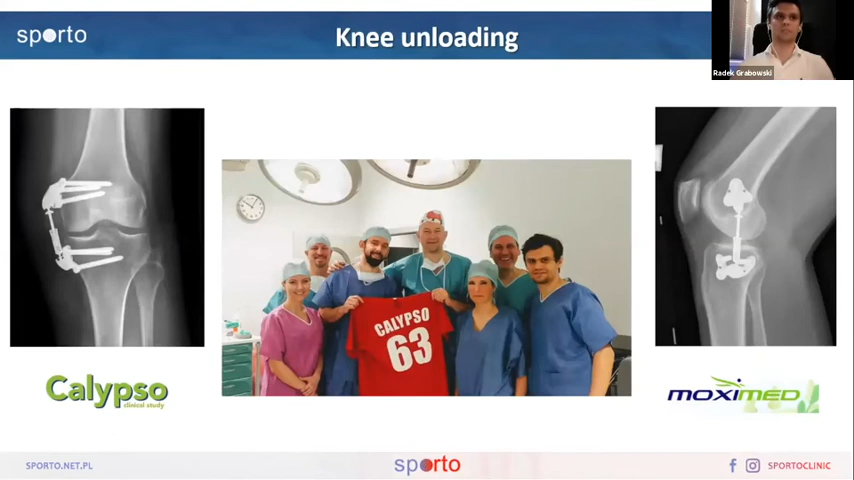 sporto
Knee unloading
Radek Grabowski
CALYPSO
63
Calypso
clinical study
MOXIMED
SPORTO.NET.PL
sporto
SPORTOCLINIC